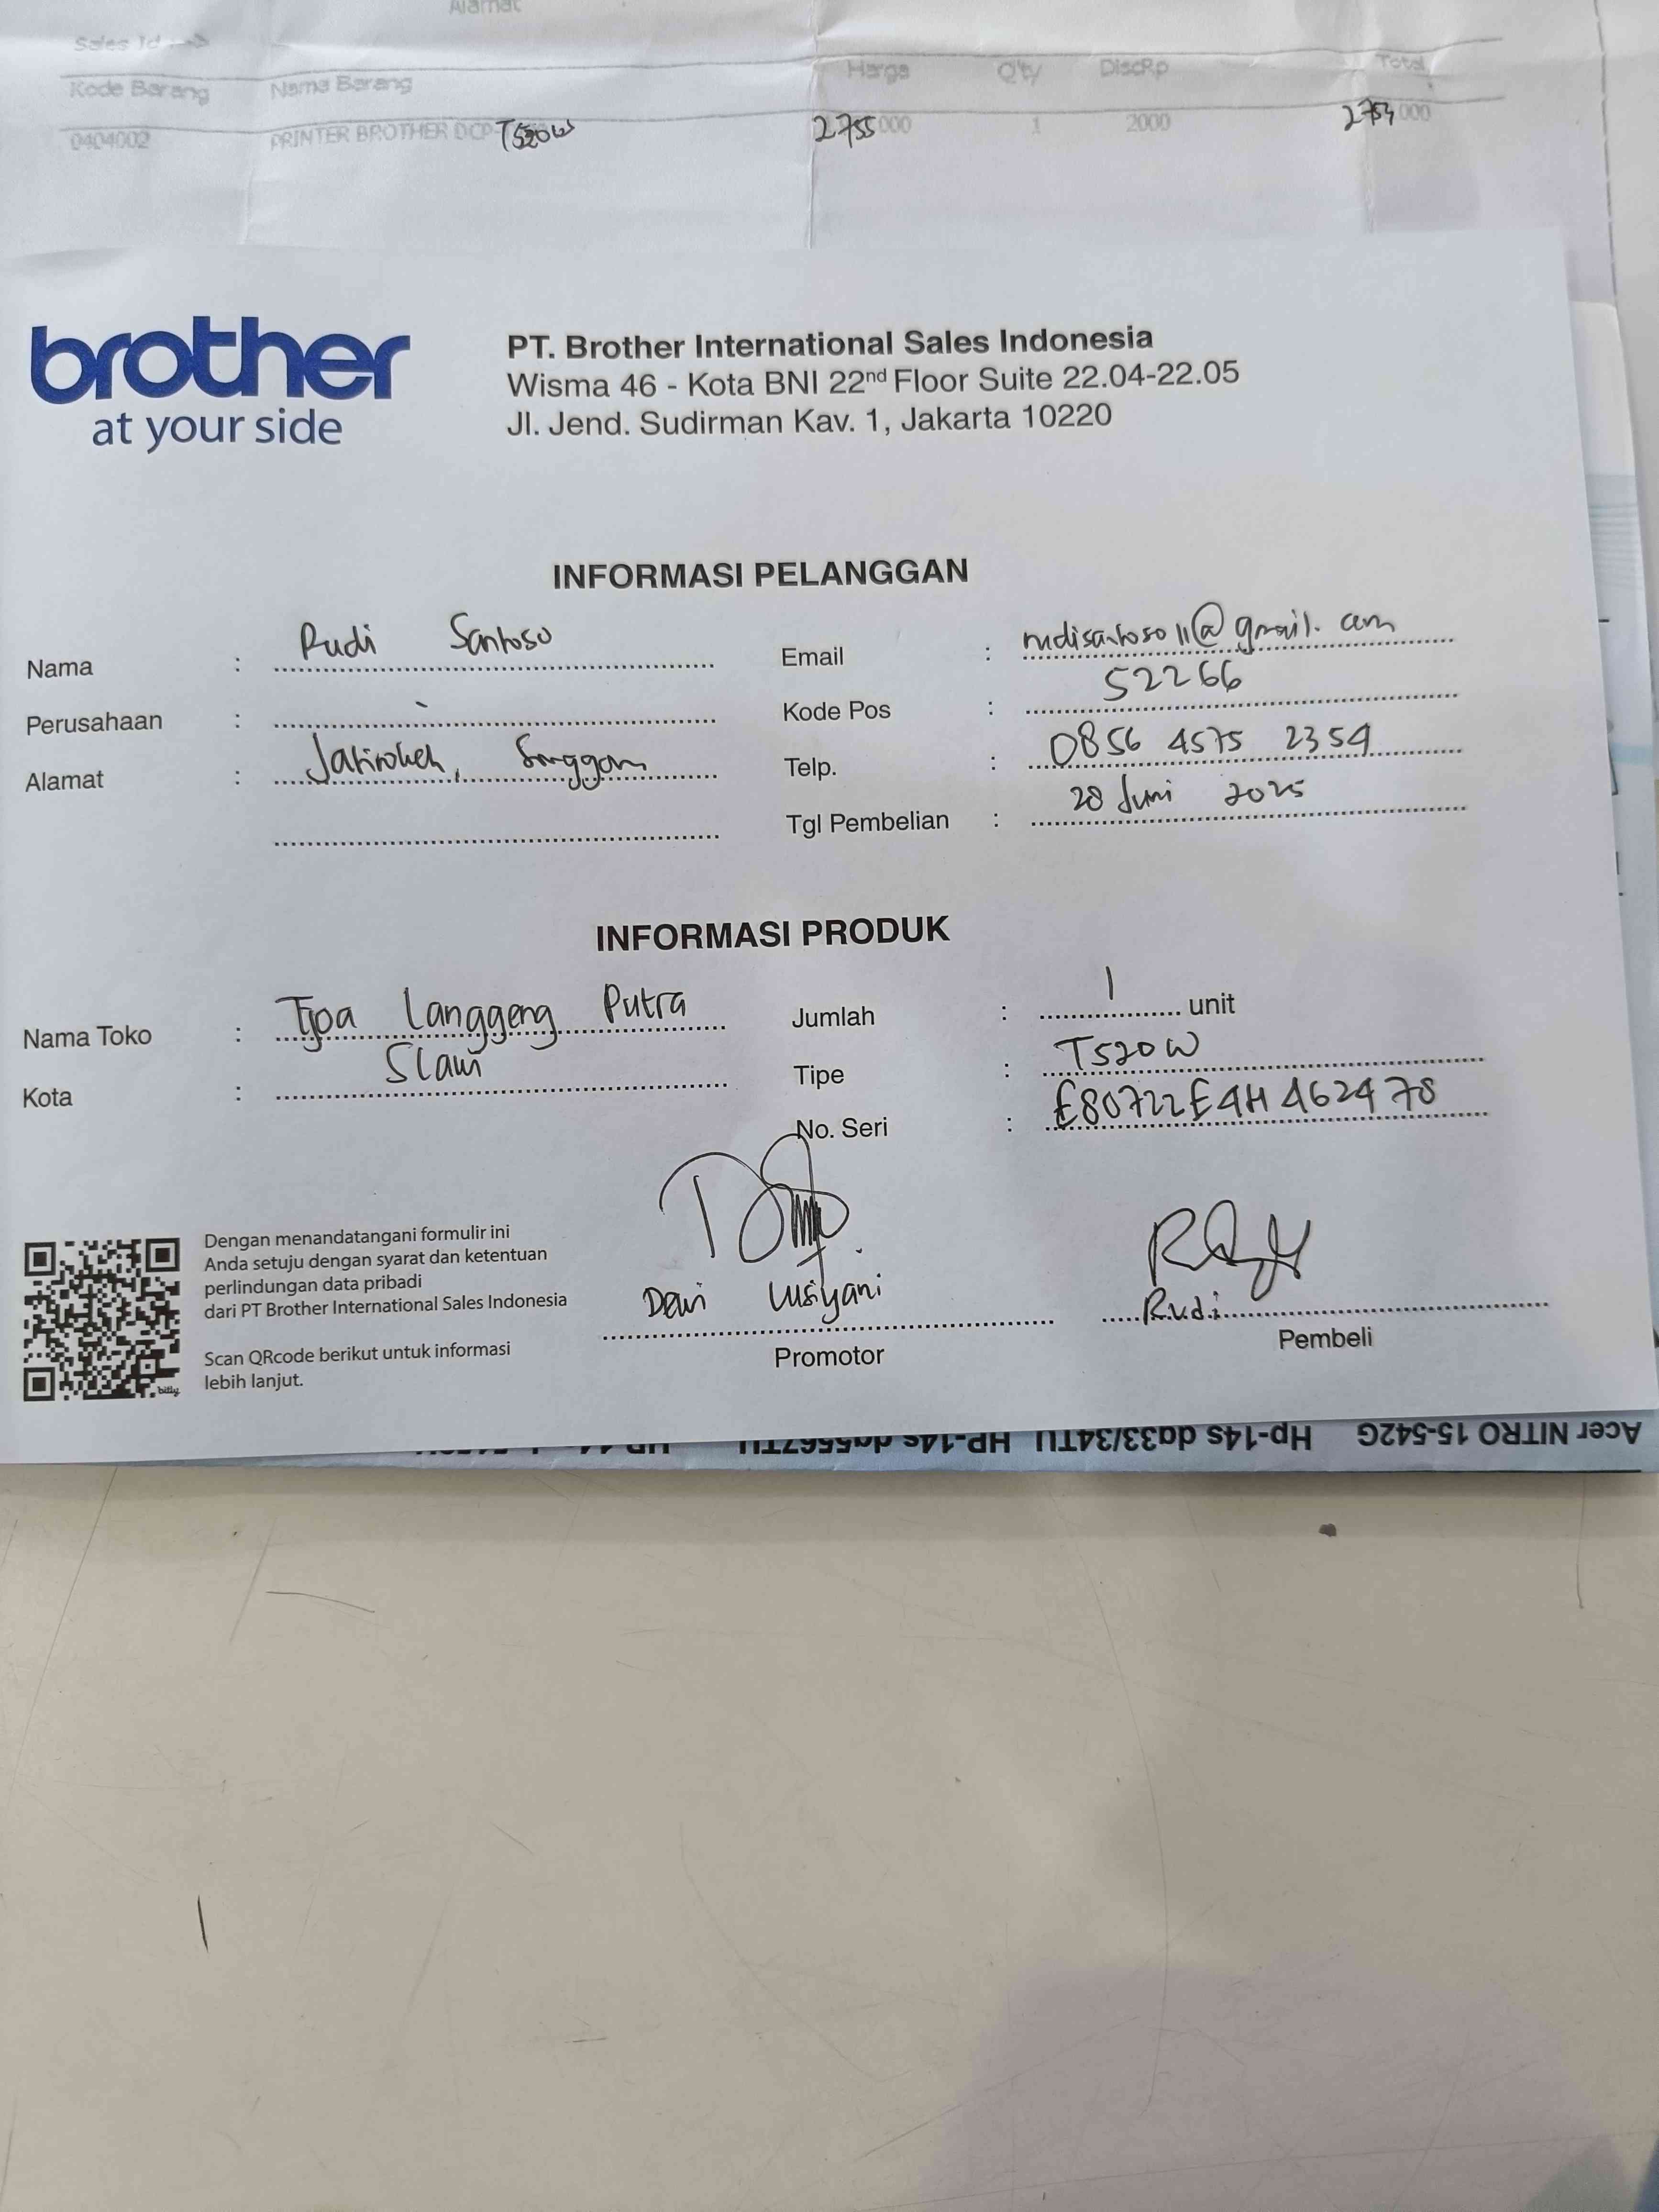 Alamat
Sales Id -->
Kode Barang Nama Barang Harga Q'ty DiscRp Total
0404002 PRINTER BROTHER DCP T520W 2755000 1 2000 2753000
brother
at your side
PT. Brother International Sales Indonesia
Wisma 46 - Kota BNI 22nd Floor Suite 22.04-22.05
Jl. Jend. Sudirman Kav. 1, Jakarta 10220
INFORMASI PELANGGAN
Nama : Rudi Santoso
Email : rudisantoso11@gmail.com
Perusahaan : -
Kode Pos : 52266
Alamat : Jatirokeh, Songgom
Telp. : 0856 4575 2354
Tgl Pembelian : 28 Juni 2025
INFORMASI PRODUK
Nama Toko : Tjoa Langgeng Putra
Jumlah : 1 unit
Kota : Slawi
Tipe : T520W
No. Seri : E80722E4H462478
Dengan menandatangani formulir ini
Anda setuju dengan syarat dan ketentuan
perlindungan data pribadi
dari PT Brother International Sales Indonesia
Scan QRcode berikut untuk informasi
lebih lanjut.
bitly
Dewi Lusiyani
Promotor
Rudi
Pembeli
Acer NITRO 15-542G Hp-14s dq33/34TU HP-14s dq5567TU